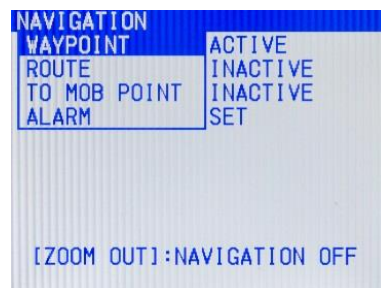 NAVIGATION
WAYPOINT ACTIVE
ROUTE INACTIVE
TO MOB POINT INACTIVE
ALARM SET
[ZOOM OUT]:NAVIGATION OFF